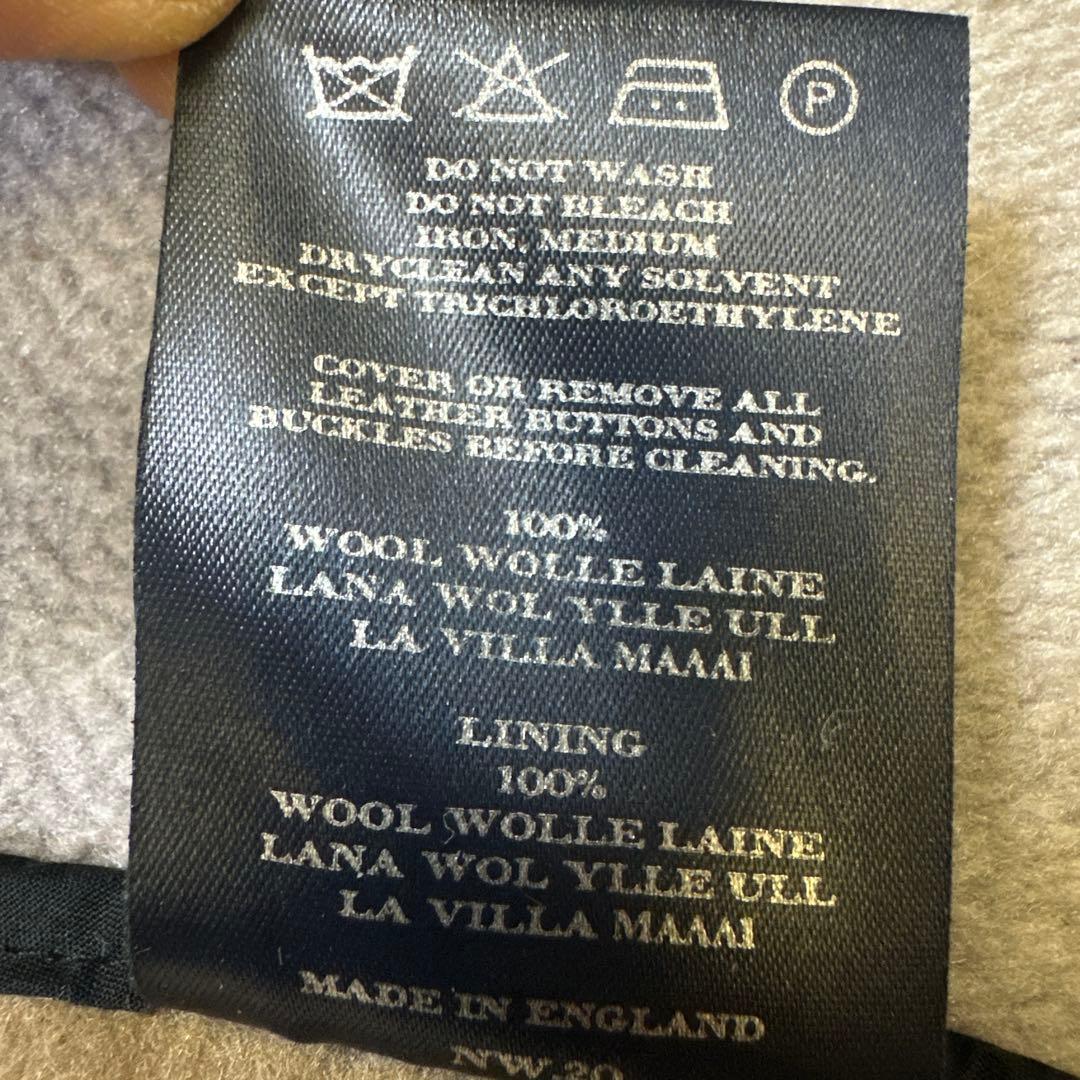 P
DO NOT WASH
DO NOT BLEACH
IRON, MEDIUM
DRYCLEAN ANY SOLVENT
EXCEPT TRICHLOROETHYLENE
COVER OR REMOVE ALL
LEATHER BUTTONS AND
BUCKLES BEFORE CLEANING.
100%
WOOL WOLLE LAINE
LANA WOL YLLE ULL
LA VILLA MAAAI
LINING
100%
WOOL WOLLE LAINE
LANA WOL YLLE ULL
LA VILLA MAAAI
MADE IN ENGLAND
NW.20